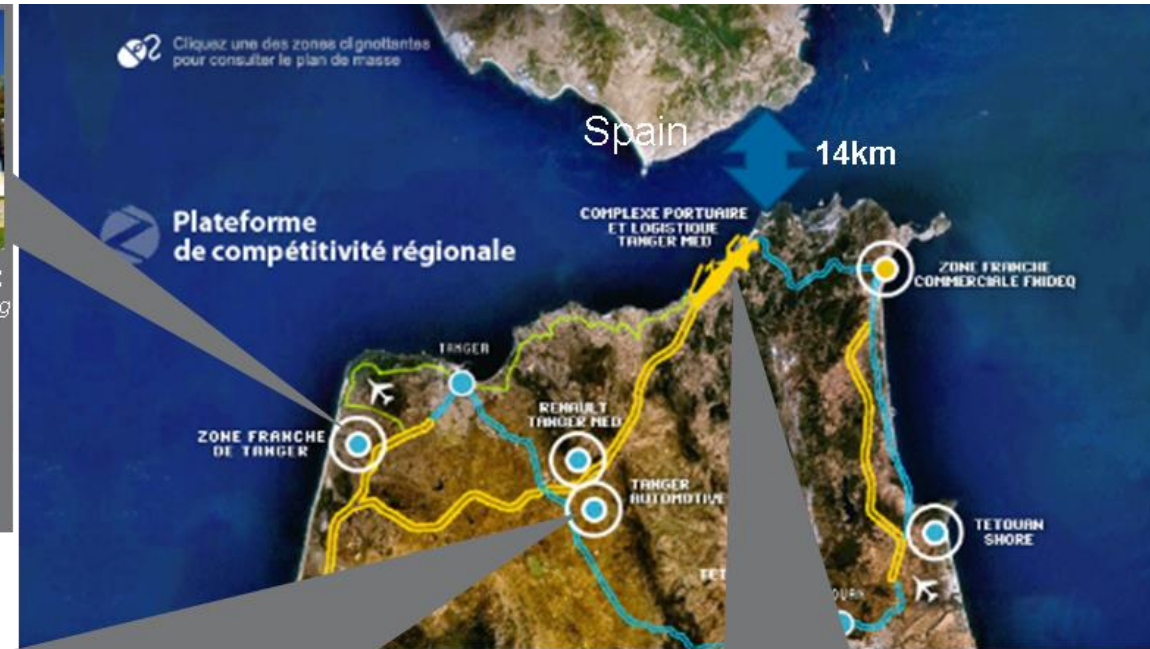 Cliquez une des zones clignottantes
pour consulter le plan de masse
Spain
14km
Plateforme
de compétitivité régionale
COMPLEXE PORTUAIRE
ET LOGISTIQUE
TANGER MED
ZONE FRANCHE
COMMERCIALE FNIDEQ
TANGER
RENAULT
TANGER MED
ZONE FRANCHE
DE TANGER
TANGER
AUTOMOTIVE
TETOUAN
SHORE